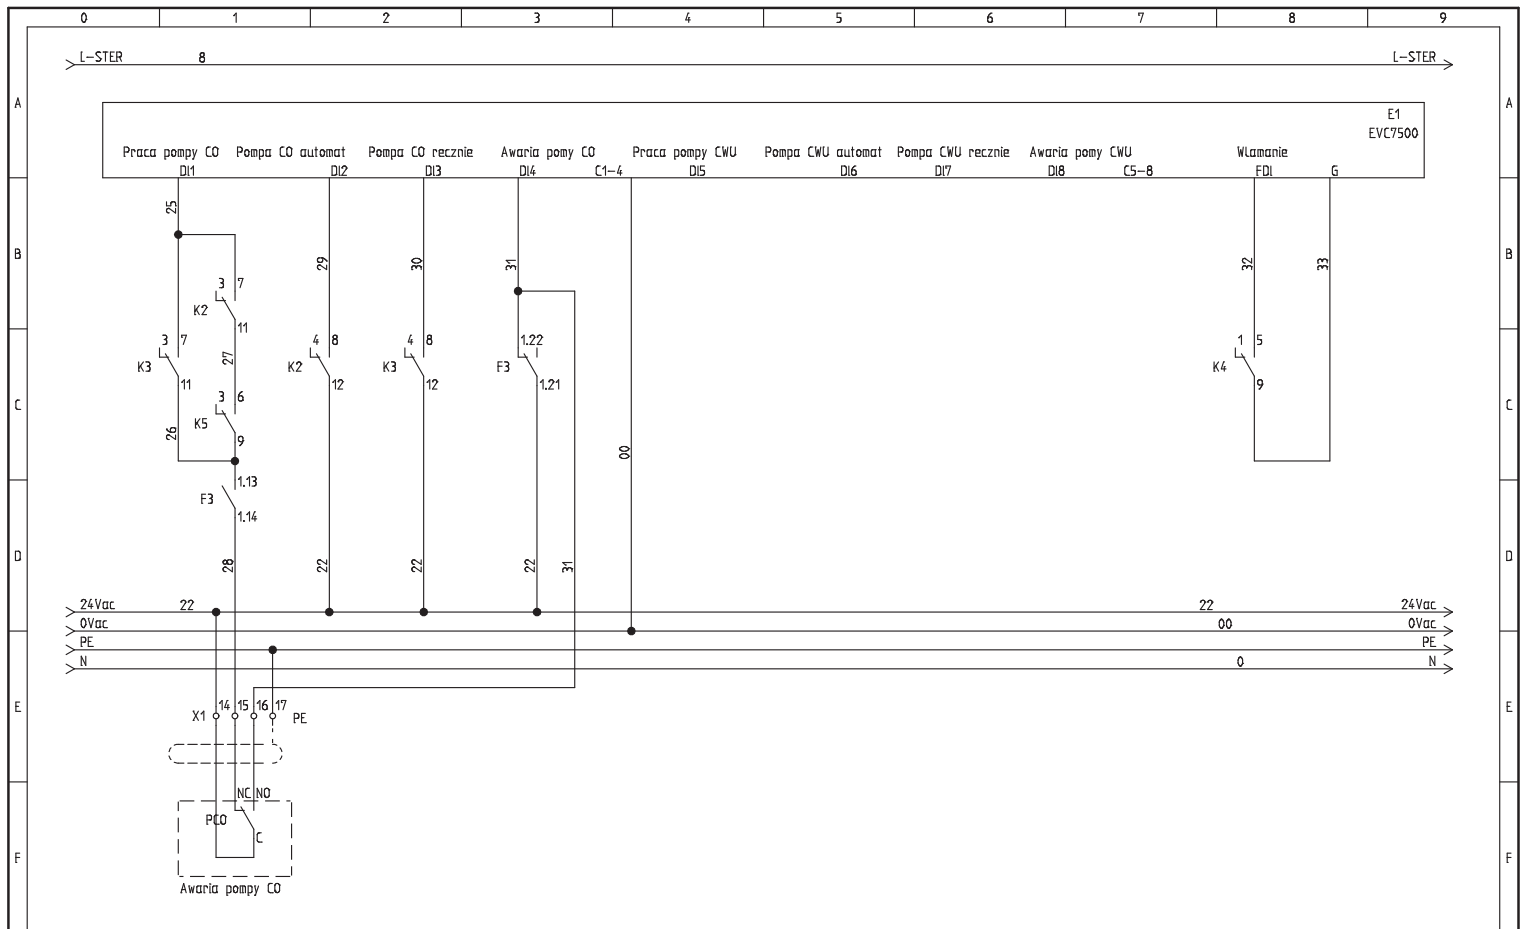 0 1 2 3 4 5 6 7 8 9
L-STER 8 L-STER
A A
E1
EVC7500
Praca pompy CO Pompa CO automat Pompa CO recznie Awaria pomy CO Praca pompy CWU Pompa CWU automat Pompa CWU recznie Awaria pomy CWU Wlamanie
DI1 DI2 DI3 DI4 C1-4 DI5 DI6 DI7 DI8 C5-8 FDI G
25
B 29 30 31 32 33 B
3 7
K2
11
3 7 4 8 4 8 1.22 1 5
27
K3 K2 K3 F3 K4
11 12 12 1.21 9
3 6
C C
K5
26 9
00
1.13
F3
1.14
D D
28 22 22 22 31
24Vac 22 22 24Vac
0Vac 00 0Vac
PE PE
N 0 N
E 14 15 16 17 E
X1 PE
NC NO
PCO
C
F F
Awaria pompy CO